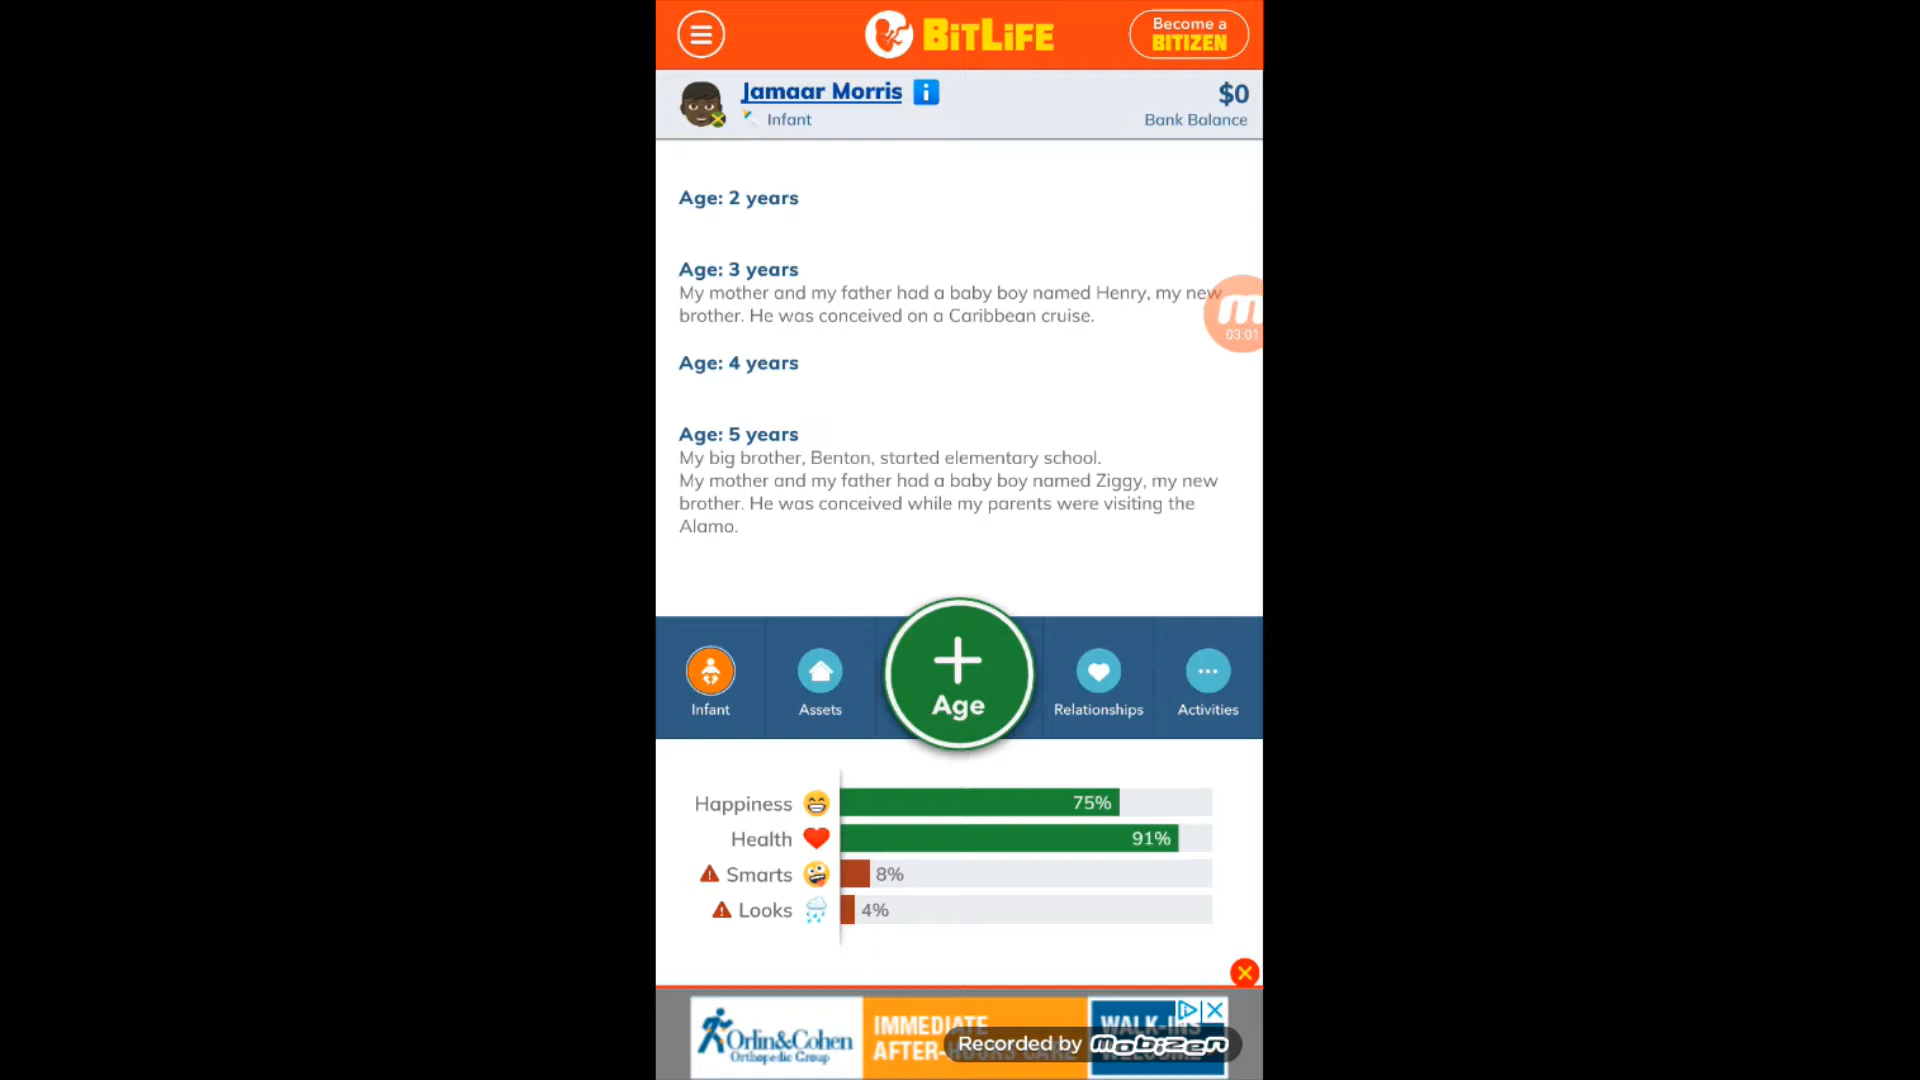 BiTLiFE
Become a
BITIZEN
Jamaar Morris
Infant
$0
Bank Balance
Age: 2 years
Age: 3 years
My mother and my father had a baby boy named Henry, my new
brother. He was conceived on a Caribbean cruise.
03:01
Age: 4 years
Age: 5 years
My big brother, Benton, started elementary school.
My mother and my father had a baby boy named Ziggy, my new
brother. He was conceived while my parents were visiting the
Alamo.
Infant
Assets
+
Age
Relationships
Activities
Happiness 75%
Health 91%
Smarts 8%
Looks 4%
Orlin&Cohen
Orthopedic Group
IMMEDIATE
AFTER-HOURS CARE
WALK-INS
WELCOME
Recorded by mobizen